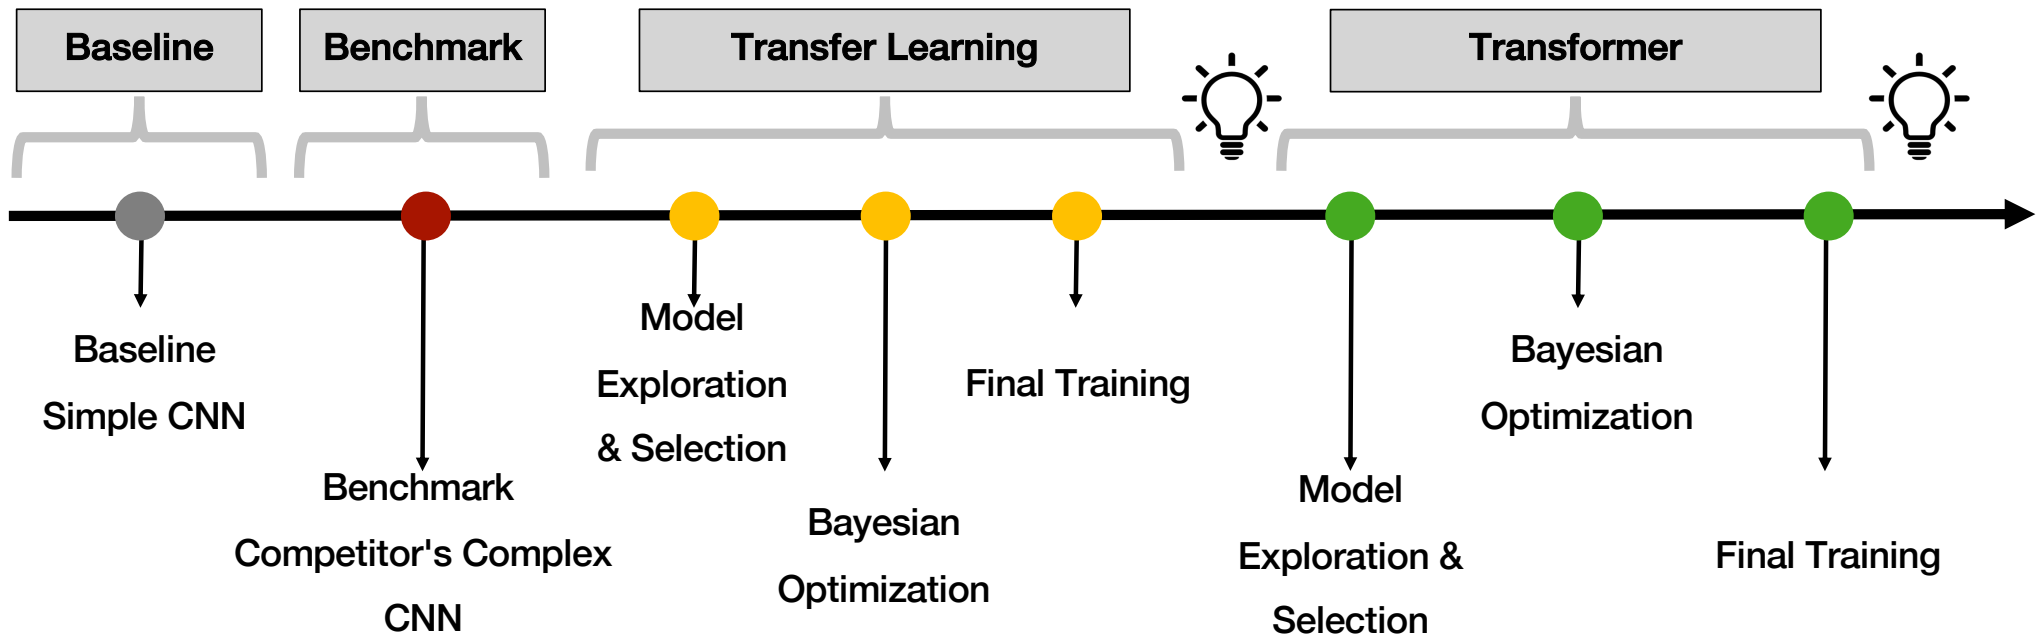 Baseline
Benchmark
Transfer Learning
Transformer
Baseline
Simple CNN
Benchmark
Competitor's Complex
CNN
Model
Exploration
& Selection
Bayesian
Optimization
Final Training
Model
Exploration &
Selection
Bayesian
Optimization
Final Training